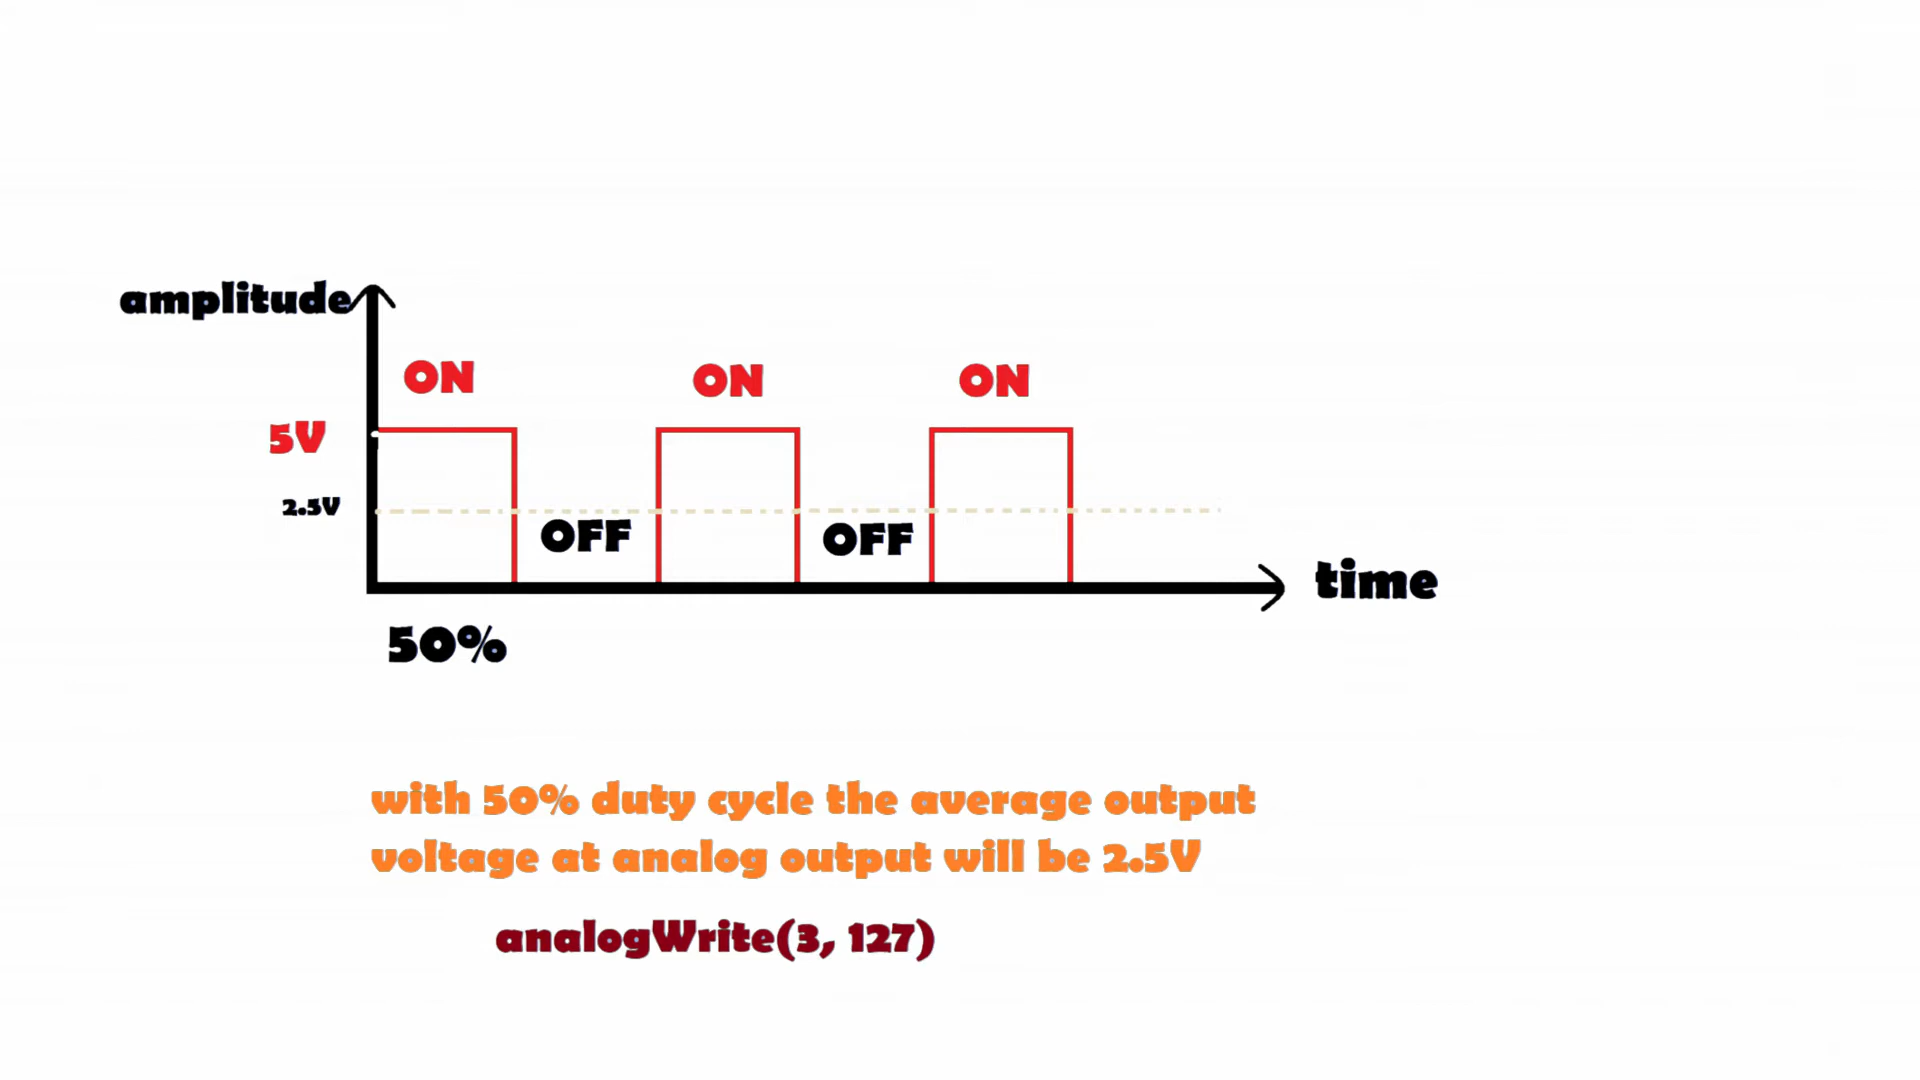 amplitude
ON ON ON
5V
2.5V
OFF OFF
time
50%
with 50% duty cycle the average output
voltage at analog output will be 2.5V
analogWrite(3, 127)